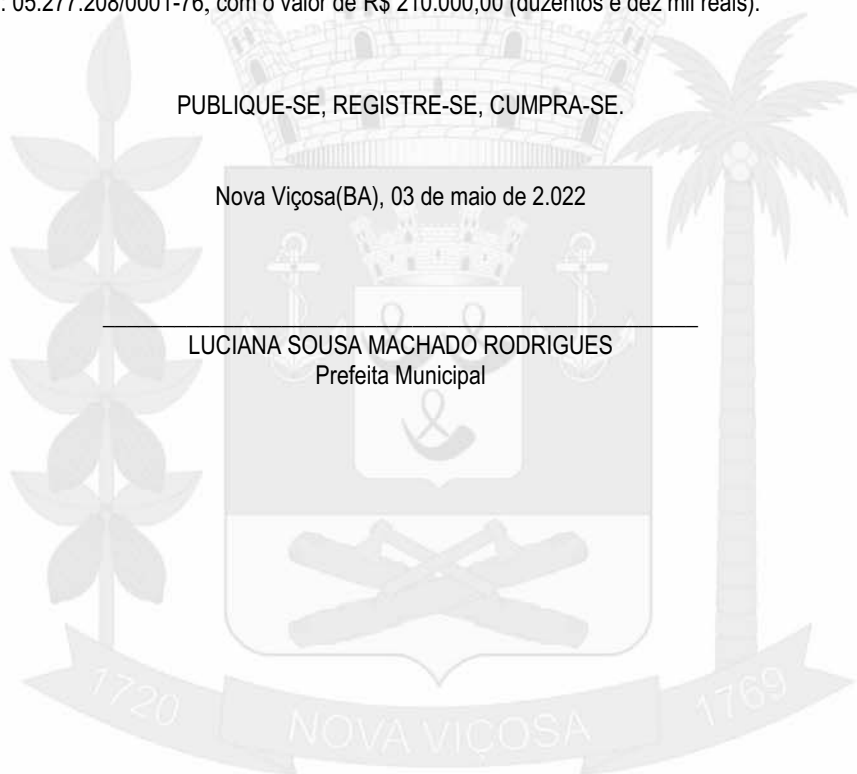 . 05.277.208/0001-76, com o valor de R$ 210.000,00 (duzentos e dez mil reais).
PUBLIQUE-SE, REGISTRE-SE, CUMPRA-SE.
Nova Viçosa(BA), 03 de maio de 2.022
LUCIANA SOUSA MACHADO RODRIGUES
Prefeita Municipal
1720 NOVA VIÇOSA 1769